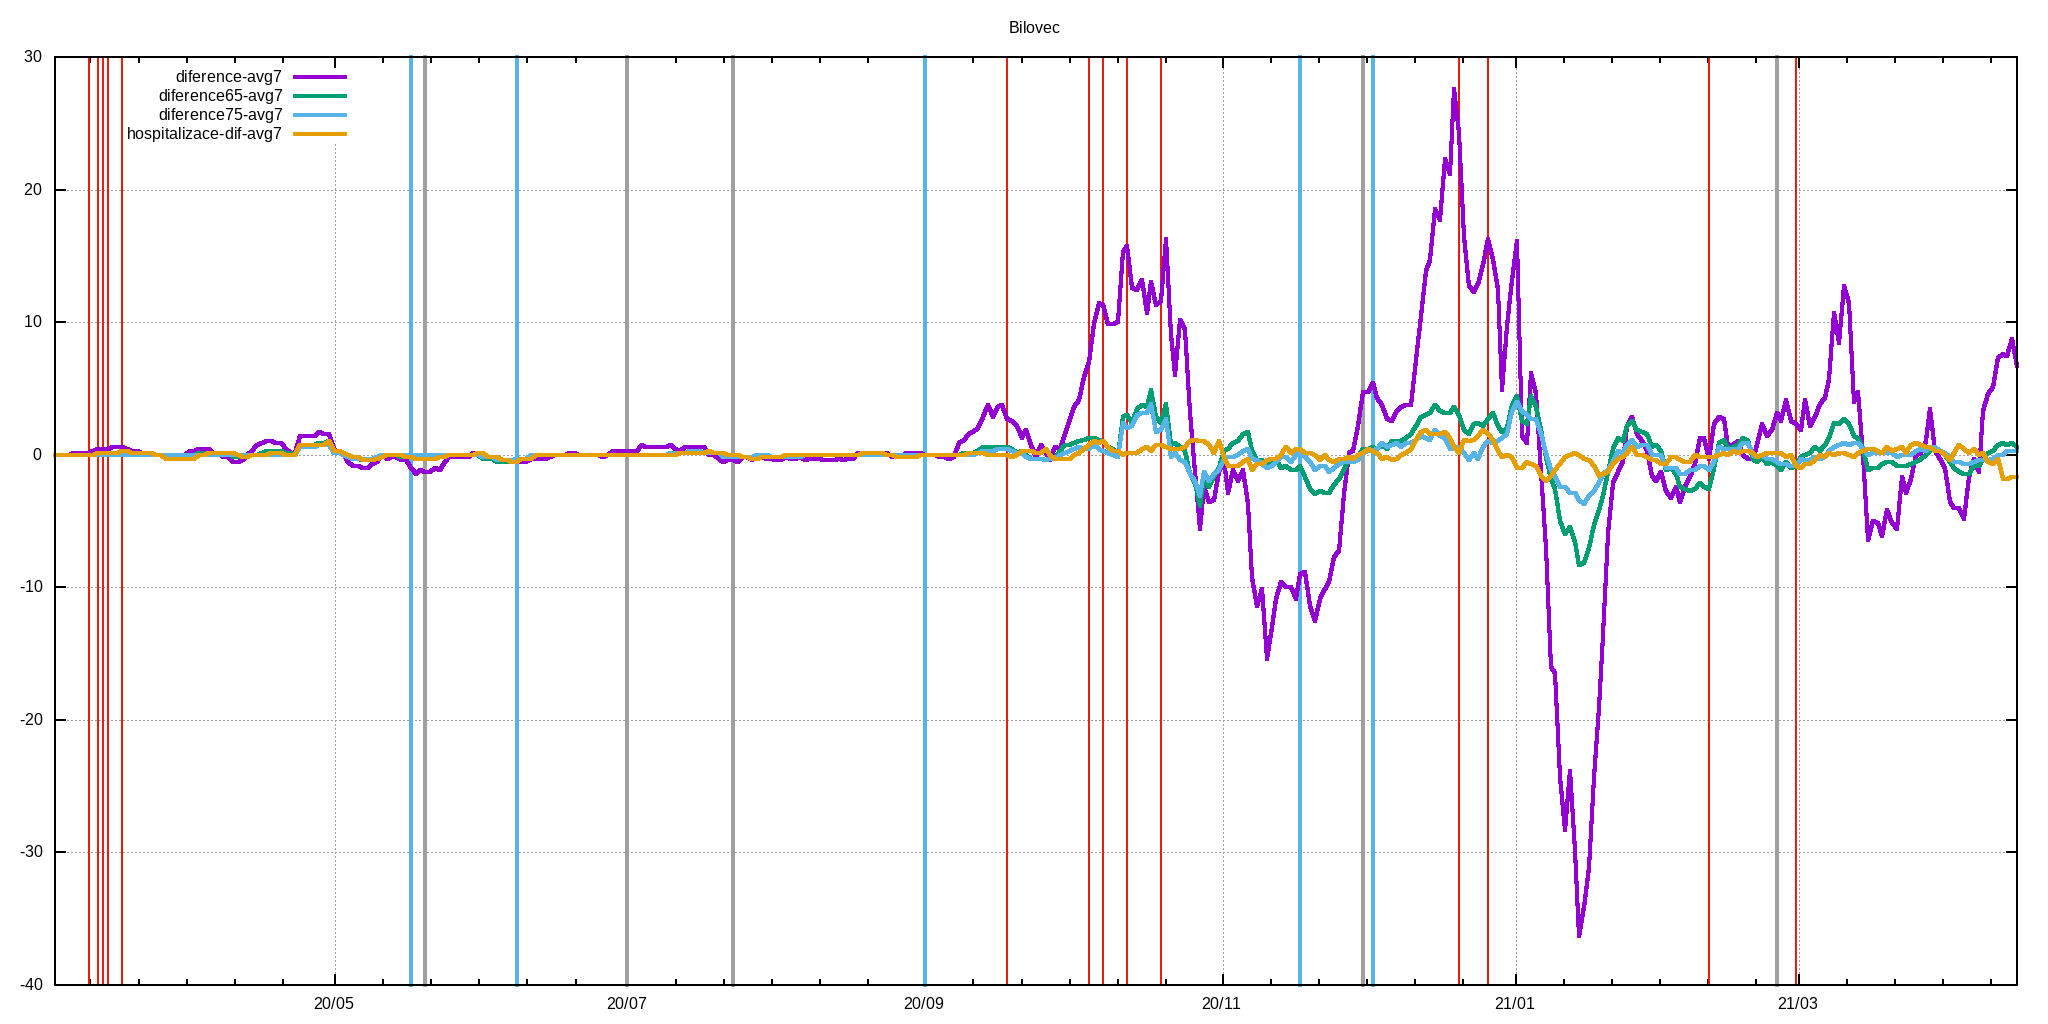 Bilovec
diference-avg7
diference65-avg7
diference75-avg7
hospitalizace-dif-avg7
30
20
10
0
-10
-20
-30
-40
20/05 20/07 20/09 20/11 21/01 21/03